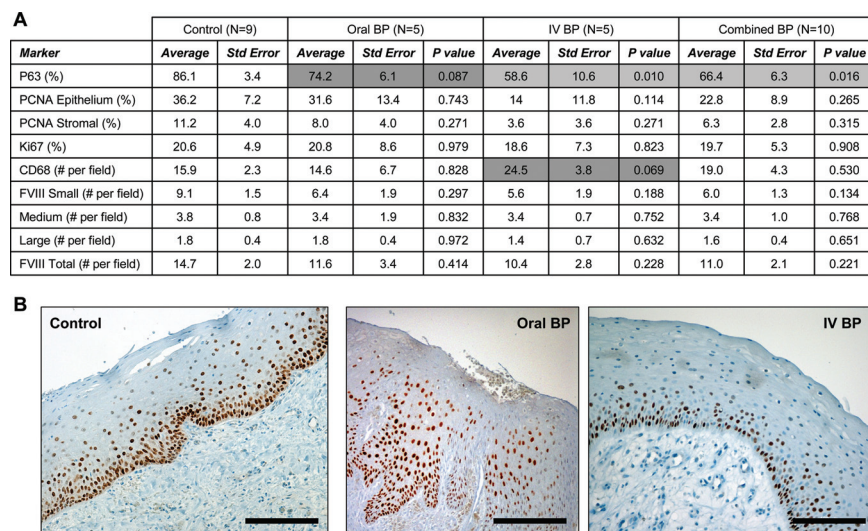 A
Control (N=9) Oral BP (N=5) IV BP (N=5) Combined BP (N=10)
Marker Average Std Error Average Std Error P value Average Std Error P value Average Std Error P value
P63 (%) 86.1 3.4 74.2 6.1 0.087 58.6 10.6 0.010 66.4 6.3 0.016
PCNA Epithelium (%) 36.2 7.2 31.6 13.4 0.743 14 11.8 0.114 22.8 8.9 0.265
PCNA Stromal (%) 11.2 4.0 8.0 4.0 0.271 3.6 3.6 0.271 6.3 2.8 0.315
Ki67 (%) 20.6 4.9 20.8 8.6 0.979 18.6 7.3 0.823 19.7 5.3 0.908
CD68 (# per field) 15.9 2.3 14.6 6.7 0.828 24.5 3.8 0.069 19.0 4.3 0.530
FVIII Small (# per field) 9.1 1.5 6.4 1.9 0.297 5.6 1.9 0.188 6.0 1.3 0.134
Medium (# per field) 3.8 0.8 3.4 1.9 0.832 3.4 0.7 0.752 3.4 1.0 0.768
Large (# per field) 1.8 0.4 1.8 0.4 0.972 1.4 0.7 0.632 1.6 0.4 0.651
FVIII Total (# per field) 14.7 2.0 11.6 3.4 0.414 10.4 2.8 0.228 11.0 2.1 0.221
B
Control Oral BP IV BP